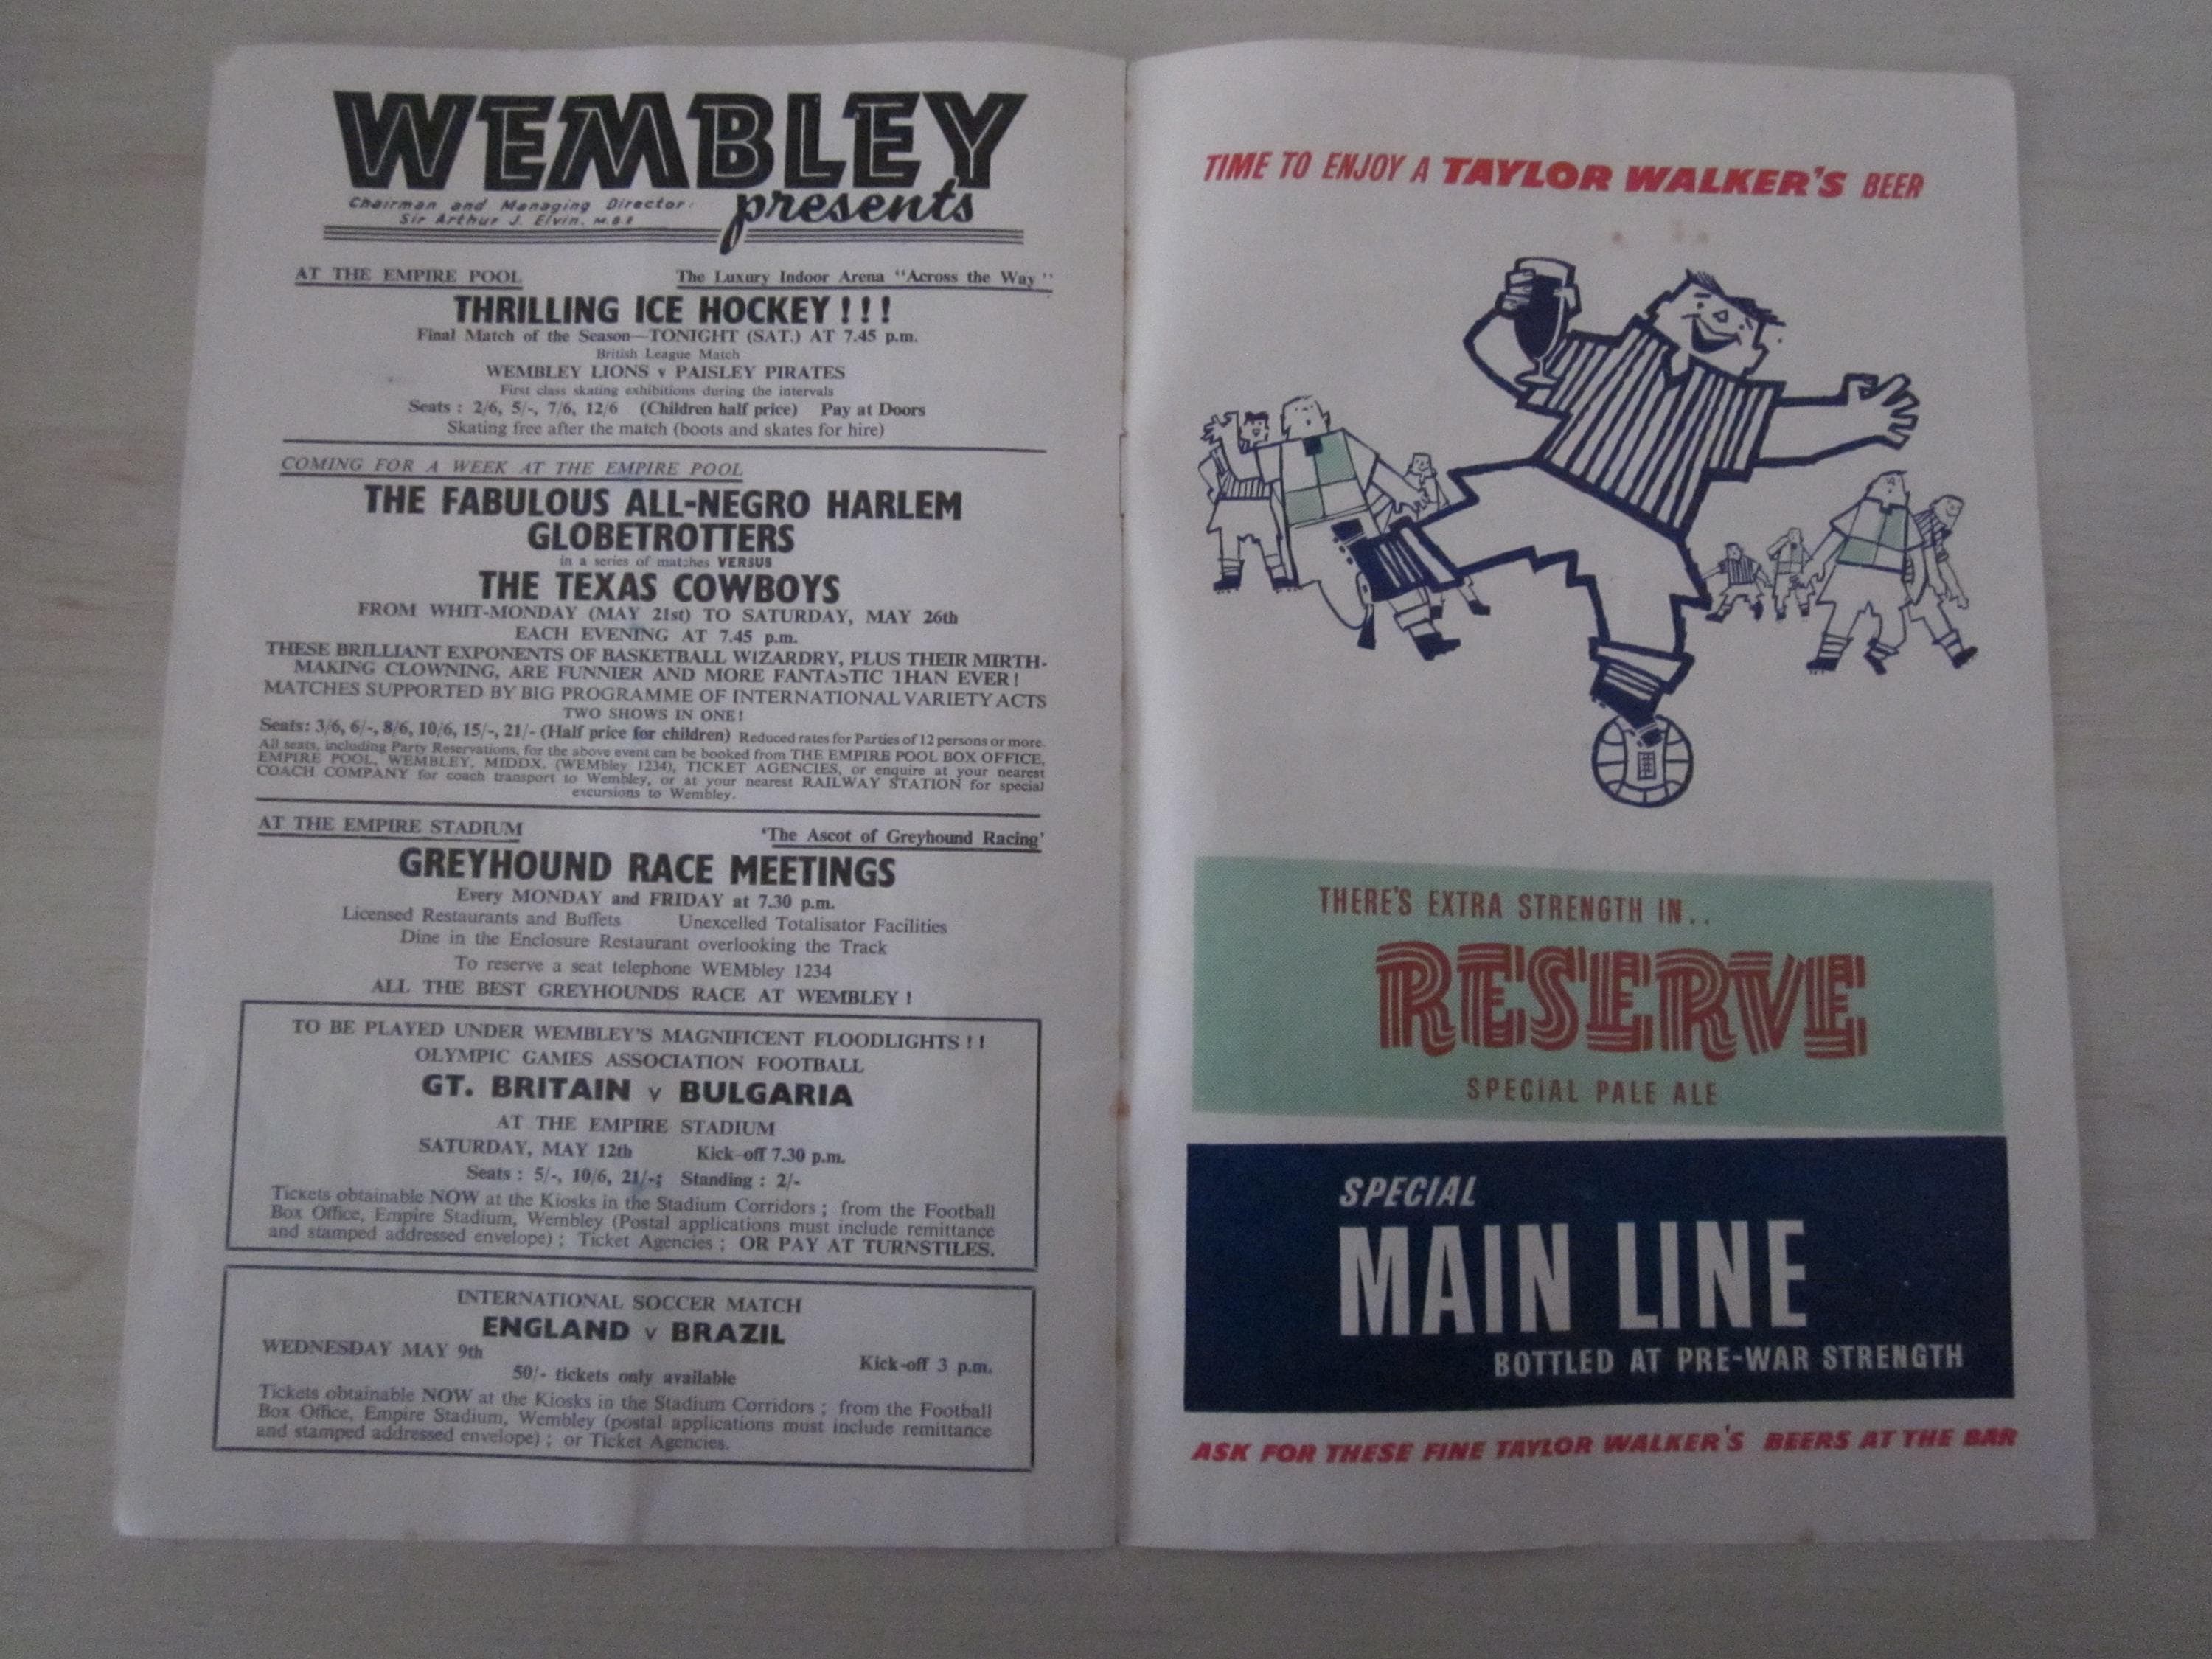 WEMBLEY
presents
Chairman and Managing Director:
Sir Arthur J. Elvin. M.B.E
AT THE EMPIRE POOL The Luxury Indoor Arena "Across the Way"
THRILLING ICE HOCKEY!!!
Final Match of the Season—TONIGHT (SAT.) AT 7.45 p.m.
British League Match
WEMBLEY LIONS v PAISLEY PIRATES
First class skating exhibitions during the intervals
Seats : 2/6, 5/-, 7/6, 12/6 (Children half price) Pay at Doors
Skating free after the match (boots and skates for hire)
COMING FOR A WEEK AT THE EMPIRE POOL
THE FABULOUS ALL-NEGRO HARLEM
GLOBETROTTERS
in a series of matches VERSUS
THE TEXAS COWBOYS
FROM WHIT-MONDAY (MAY 21st) TO SATURDAY, MAY 26th
EACH EVENING AT 7.45 p.m.
THESE BRILLIANT EXPONENTS OF BASKETBALL WIZARDRY, PLUS THEIR MIRTH-
MAKING CLOWNING, ARE FUNNIER AND MORE FANTASTIC THAN EVER!
MATCHES SUPPORTED BY BIG PROGRAMME OF INTERNATIONAL VARIETY ACTS
TWO SHOWS IN ONE!
Seats: 3/6, 6/-, 8/6, 10/6, 15/-, 21/- (Half price for children) Reduced rates for Parties of 12 persons or more.
All seats, including Party Reservations, for the above event can be booked from THE EMPIRE POOL BOX OFFICE,
EMPIRE POOL, WEMBLEY, MIDDX. (WEMbley 1234), TICKET AGENCIES, or enquire at your nearest
COACH COMPANY for coach transport to Wembley, or at your nearest RAILWAY STATION for special
excursions to Wembley.
AT THE EMPIRE STADIUM 'The Ascot of Greyhound Racing'
GREYHOUND RACE MEETINGS
Every MONDAY and FRIDAY at 7.30 p.m.
Licensed Restaurants and Buffets Unexcelled Totalisator Facilities
Dine in the Enclosure Restaurant overlooking the Track
To reserve a seat telephone WEMbley 1234
ALL THE BEST GREYHOUNDS RACE AT WEMBLEY !
TO BE PLAYED UNDER WEMBLEY'S MAGNIFICENT FLOODLIGHTS ! !
OLYMPIC GAMES ASSOCIATION FOOTBALL
GT. BRITAIN v BULGARIA
AT THE EMPIRE STADIUM
SATURDAY, MAY 12th Kick-off 7.30 p.m.
Seats : 5/-, 10/6, 21/-; Standing : 2/-
Tickets obtainable NOW at the Kiosks in the Stadium Corridors ; from the Football
Box Office, Empire Stadium, Wembley (Postal applications must include remittance
and stamped addressed envelope) ; Ticket Agencies ; OR PAY AT TURNSTILES.
INTERNATIONAL SOCCER MATCH
ENGLAND v BRAZIL
WEDNESDAY MAY 9th Kick-off 3 p.m.
50/- tickets only available
Tickets obtainable NOW at the Kiosks in the Stadium Corridors ; from the Football
Box Office, Empire Stadium, Wembley (postal applications must include remittance
and stamped addressed envelope) ; or Ticket Agencies.
TIME TO ENJOY A TAYLOR WALKER'S BEER
THERE'S EXTRA STRENGTH IN..
RESERVE
SPECIAL PALE ALE
SPECIAL
MAIN LINE
BOTTLED AT PRE-WAR STRENGTH
ASK FOR THESE FINE TAYLOR WALKER'S BEERS AT THE BAR